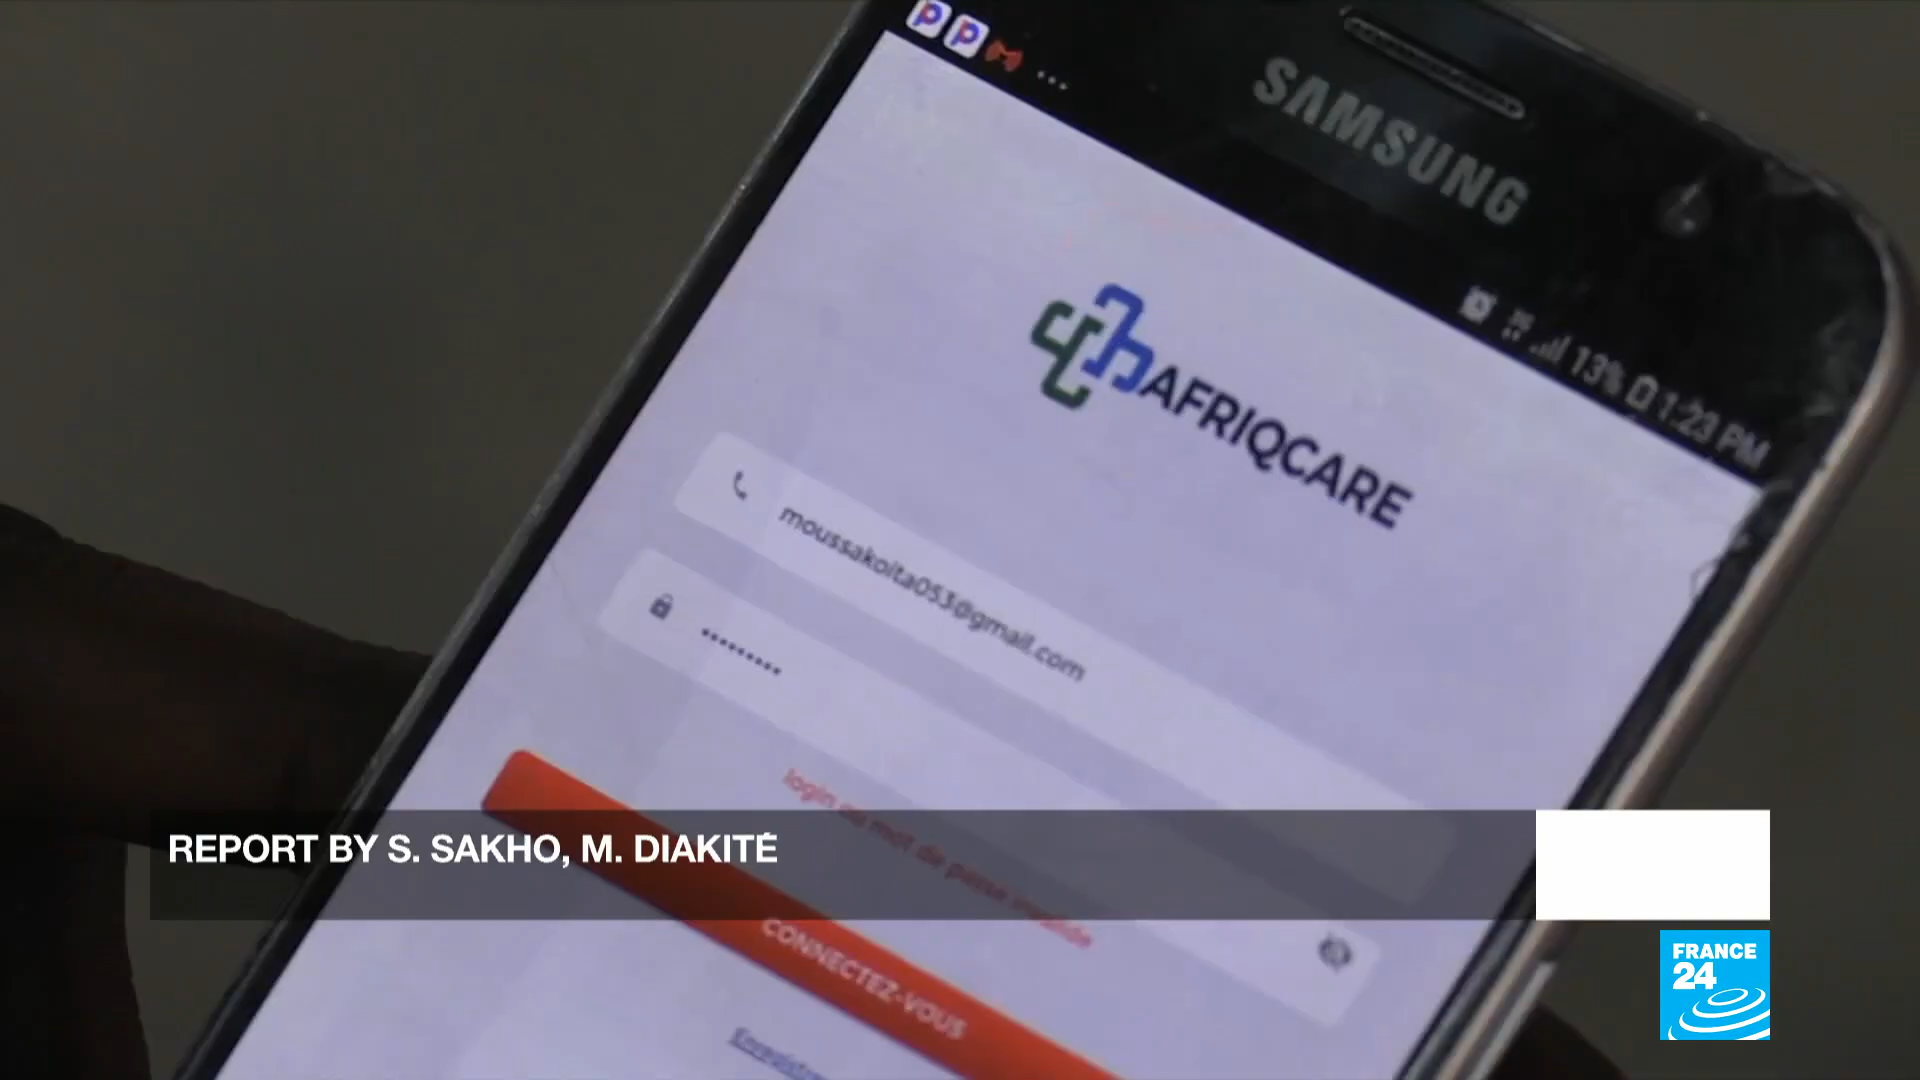 SAMSUNG
13% 1:23 PM
AFRIQCARE
moussakoita053@gmail.com
login ou mot de passe invalide
CONNECTEZ-VOUS
REPORT BY S. SAKHO, M. DIAKITÉ
FRANCE
24